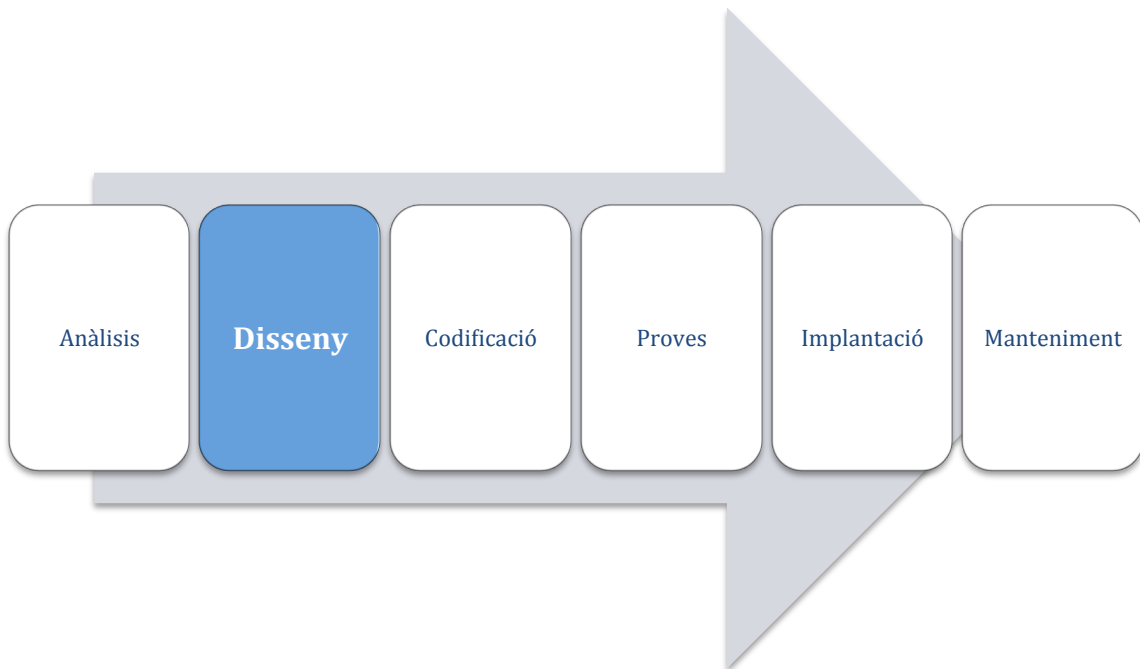 Anàlisis
Disseny
Codificació
Proves
Implantació
Manteniment